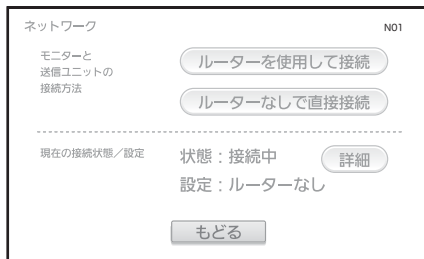 ネットワーク N01
モニターと
送信ユニットの
接続方法
ルーターを使用して接続
ルーターなしで直接接続
現在の接続状態／設定
状態：接続中 詳細
設定：ルーターなし
もどる